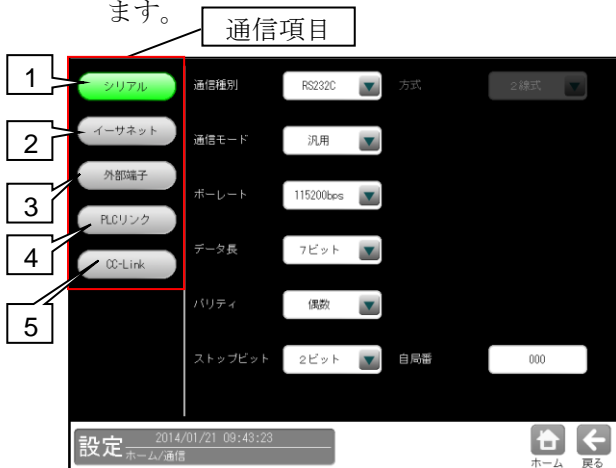 ます。
通信項目
1
シリアル
通信種別
RS232C
方式
2線式
2
イーサネット
通信モード
汎用
3
外部端子
ボーレート
115200bps
4
PLCリンク
データ長
7ビット
5
CC-Link
パリティ
偶数
ストップビット
2ビット
自局番
000
設定
2014/01/21 09:43:23
ホーム/通信
ホーム
戻る